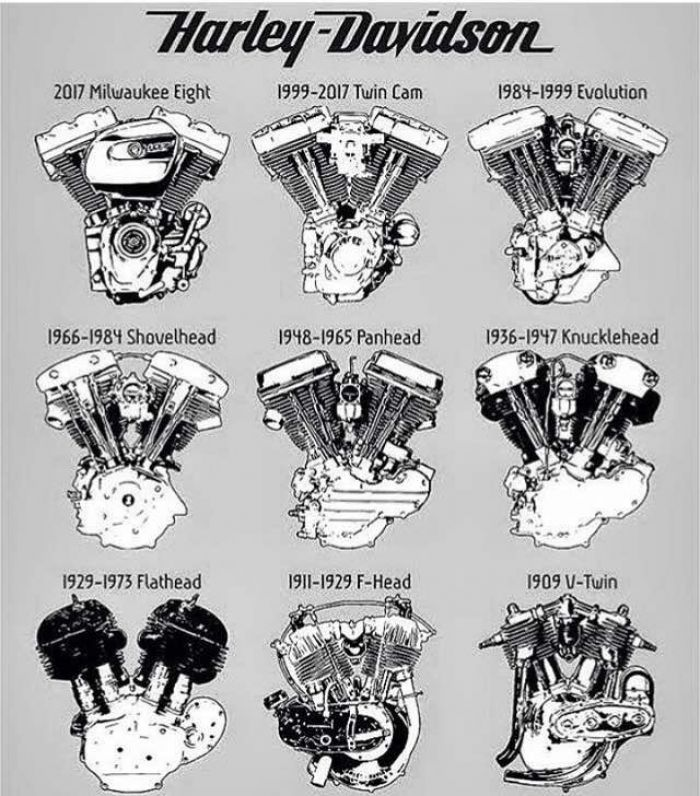 Harley-Davidson
2017 Milwaukee Eight
1999-2017 Twin Cam
1984-1999 Evolution
1966-1984 Shovelhead
1948-1965 Panhead
1936-1947 Knucklehead
1929-1973 Flathead
1911-1929 F-Head
1909 V-Twin